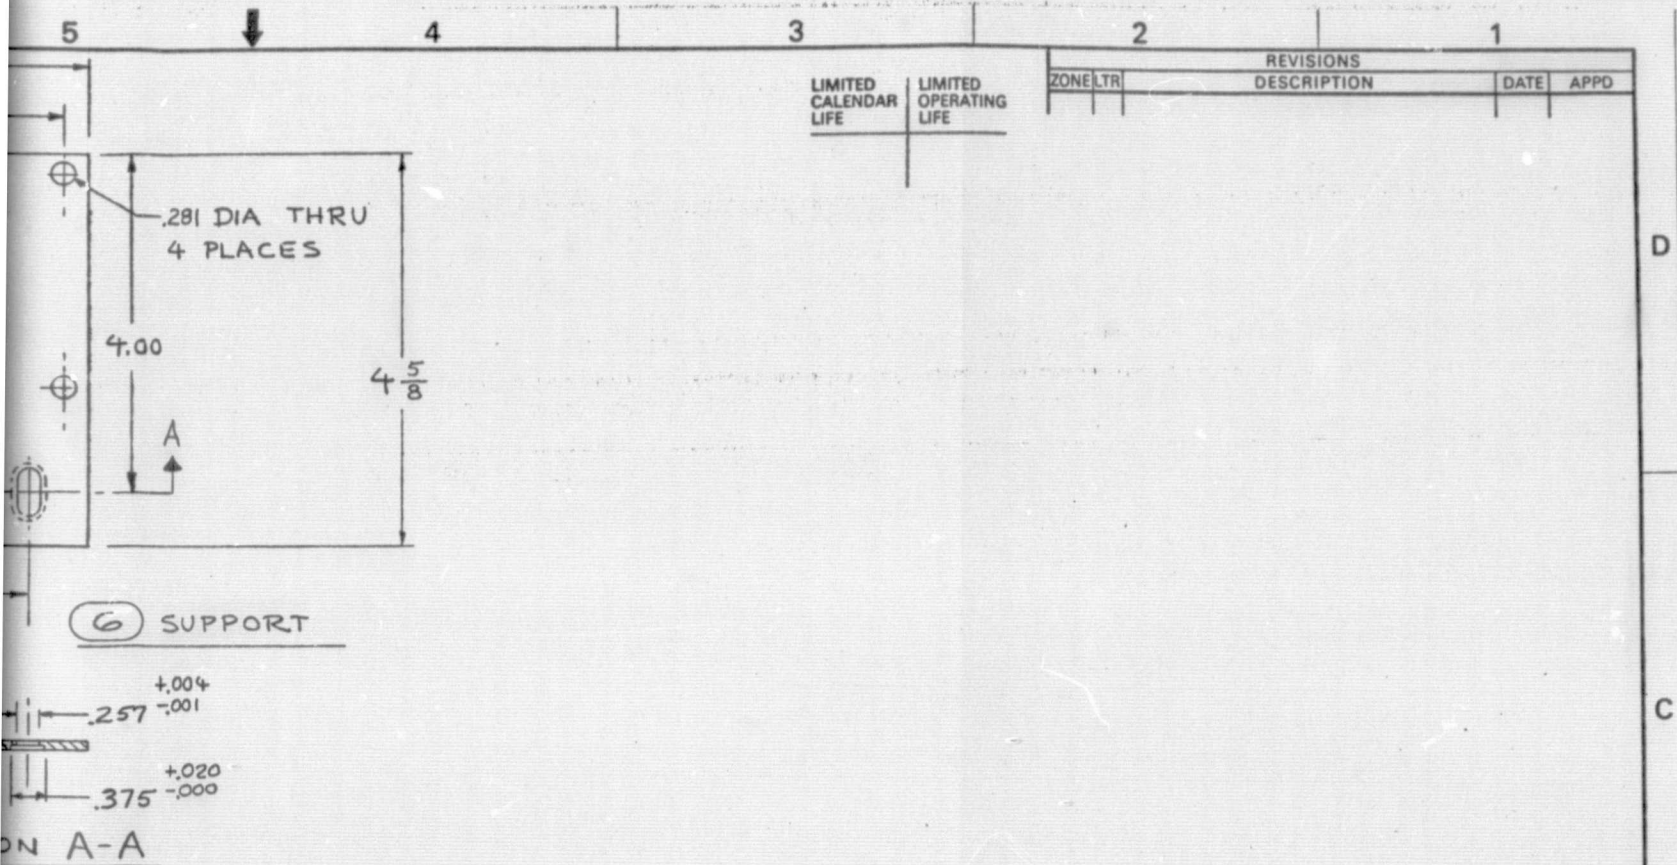 5 4 3 2 1
REVISIONS
ZONE LTR DESCRIPTION DATE APPD
LIMITED CALENDAR LIFE
LIMITED OPERATING LIFE
.281 DIA THRU
4 PLACES
4.00
4 5/8
A
D
6 SUPPORT
+.004
.257 -.001
C
+.020
.375 -.000
ON A-A